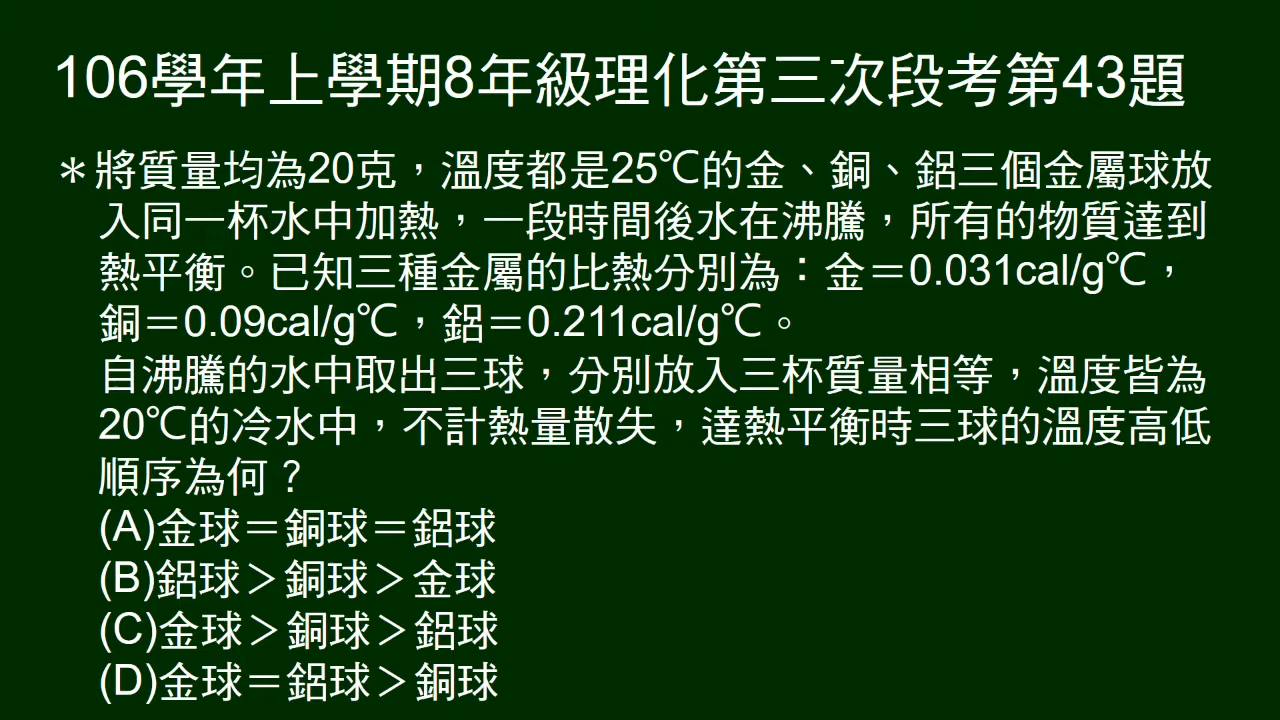 106學年上學期8年級理化第三次段考第43題
＊將質量均為20克，溫度都是25℃的金、銅、鋁三個金屬球放
入同一杯水中加熱，一段時間後水在沸騰，所有的物質達到
熱平衡。已知三種金屬的比熱分別為：金＝0.031cal/g℃，
銅＝0.09cal/g℃，鋁＝0.211cal/g℃。
自沸騰的水中取出三球，分別放入三杯質量相等，溫度皆為
20℃的冷水中，不計熱量散失，達熱平衡時三球的溫度高低
順序為何？
(A)金球＝銅球＝鋁球
(B)鋁球＞銅球＞金球
(C)金球＞銅球＞鋁球
(D)金球＝鋁球＞銅球